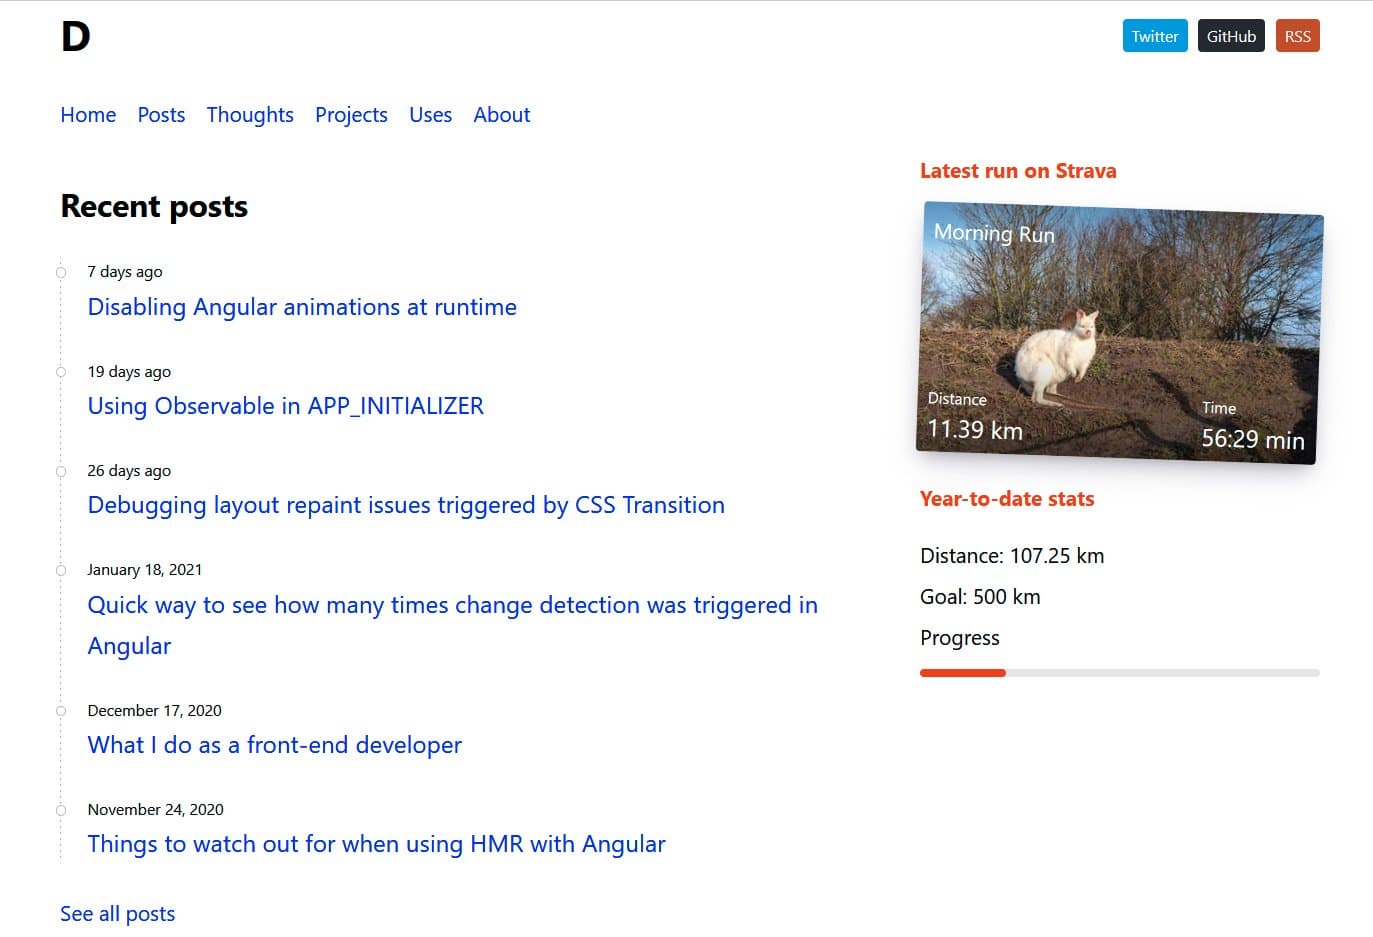 D
Twitter
GitHub
RSS
Home Posts Thoughts Projects Uses About
Recent posts
7 days ago
Disabling Angular animations at runtime
19 days ago
Using Observable in APP_INITIALIZER
26 days ago
Debugging layout repaint issues triggered by CSS Transition
January 18, 2021
Quick way to see how many times change detection was triggered in
Angular
December 17, 2020
What I do as a front-end developer
November 24, 2020
Things to watch out for when using HMR with Angular
See all posts
Latest run on Strava
Morning Run
Distance
11.39 km
Time
56:29 min
Year-to-date stats
Distance: 107.25 km
Goal: 500 km
Progress